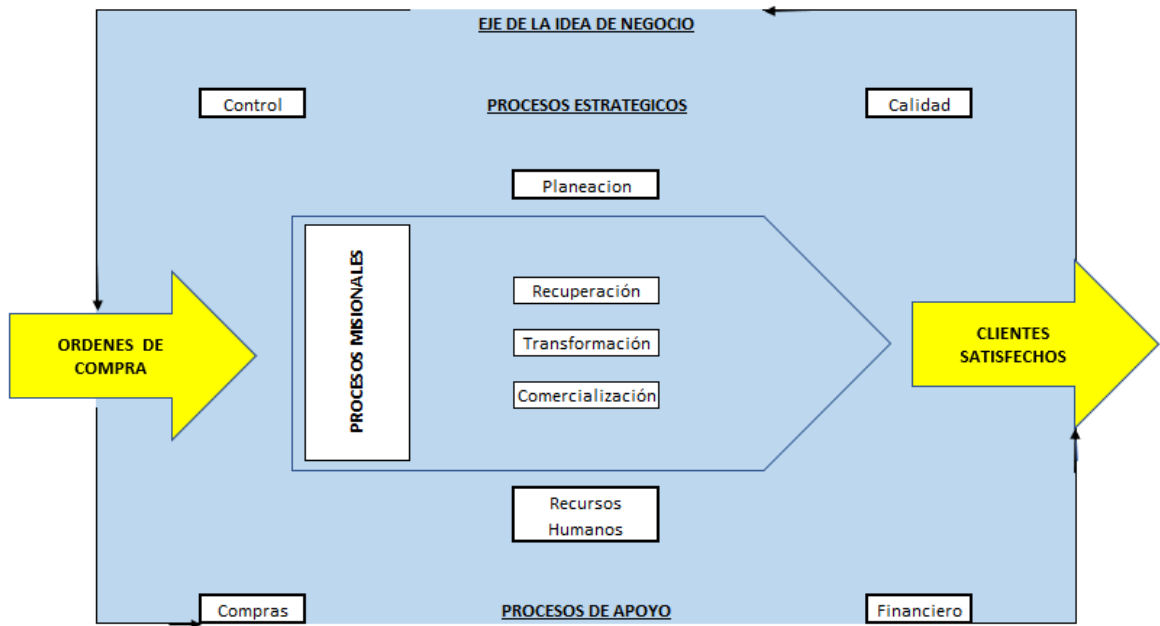 EJE DE LA IDEA DE NEGOCIO
Control
PROCESOS ESTRATEGICOS
Calidad
Planeacion
PROCESOS MISIONALES
Recuperación
Transformación
Comercialización
ORDENES DE
COMPRA
CLIENTES
SATISFECHOS
Recursos
Humanos
Compras
PROCESOS DE APOYO
Financiero